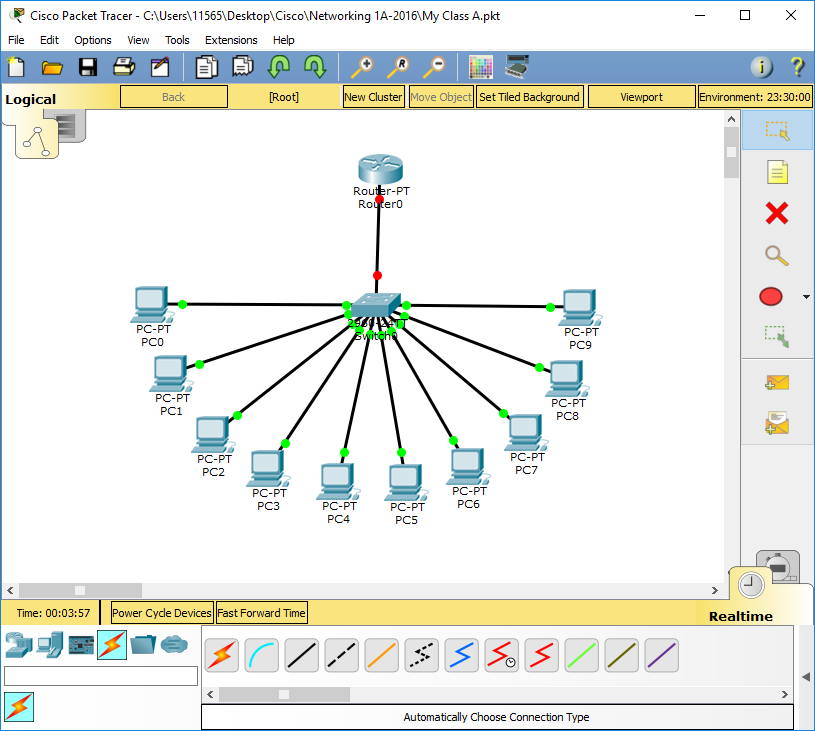 Cisco Packet Tracer - C:\Users\11565\Desktop\Cisco\Networking 1A-2016\My Class A.pkt
File Edit Options View Tools Extensions Help
Logical Back [Root] New Cluster Move Object Set Tiled Background Viewport Environment: 23:30:00
Router-PT
Router0
2950-24TT
Switch0
PC-PT
PC0
PC-PT
PC9
PC-PT
PC1
PC-PT
PC8
PC-PT
PC2
PC-PT
PC7
PC-PT
PC3
PC-PT
PC6
PC-PT
PC4
PC-PT
PC5
Time: 00:03:57 Power Cycle Devices Fast Forward Time Realtime
Automatically Choose Connection Type